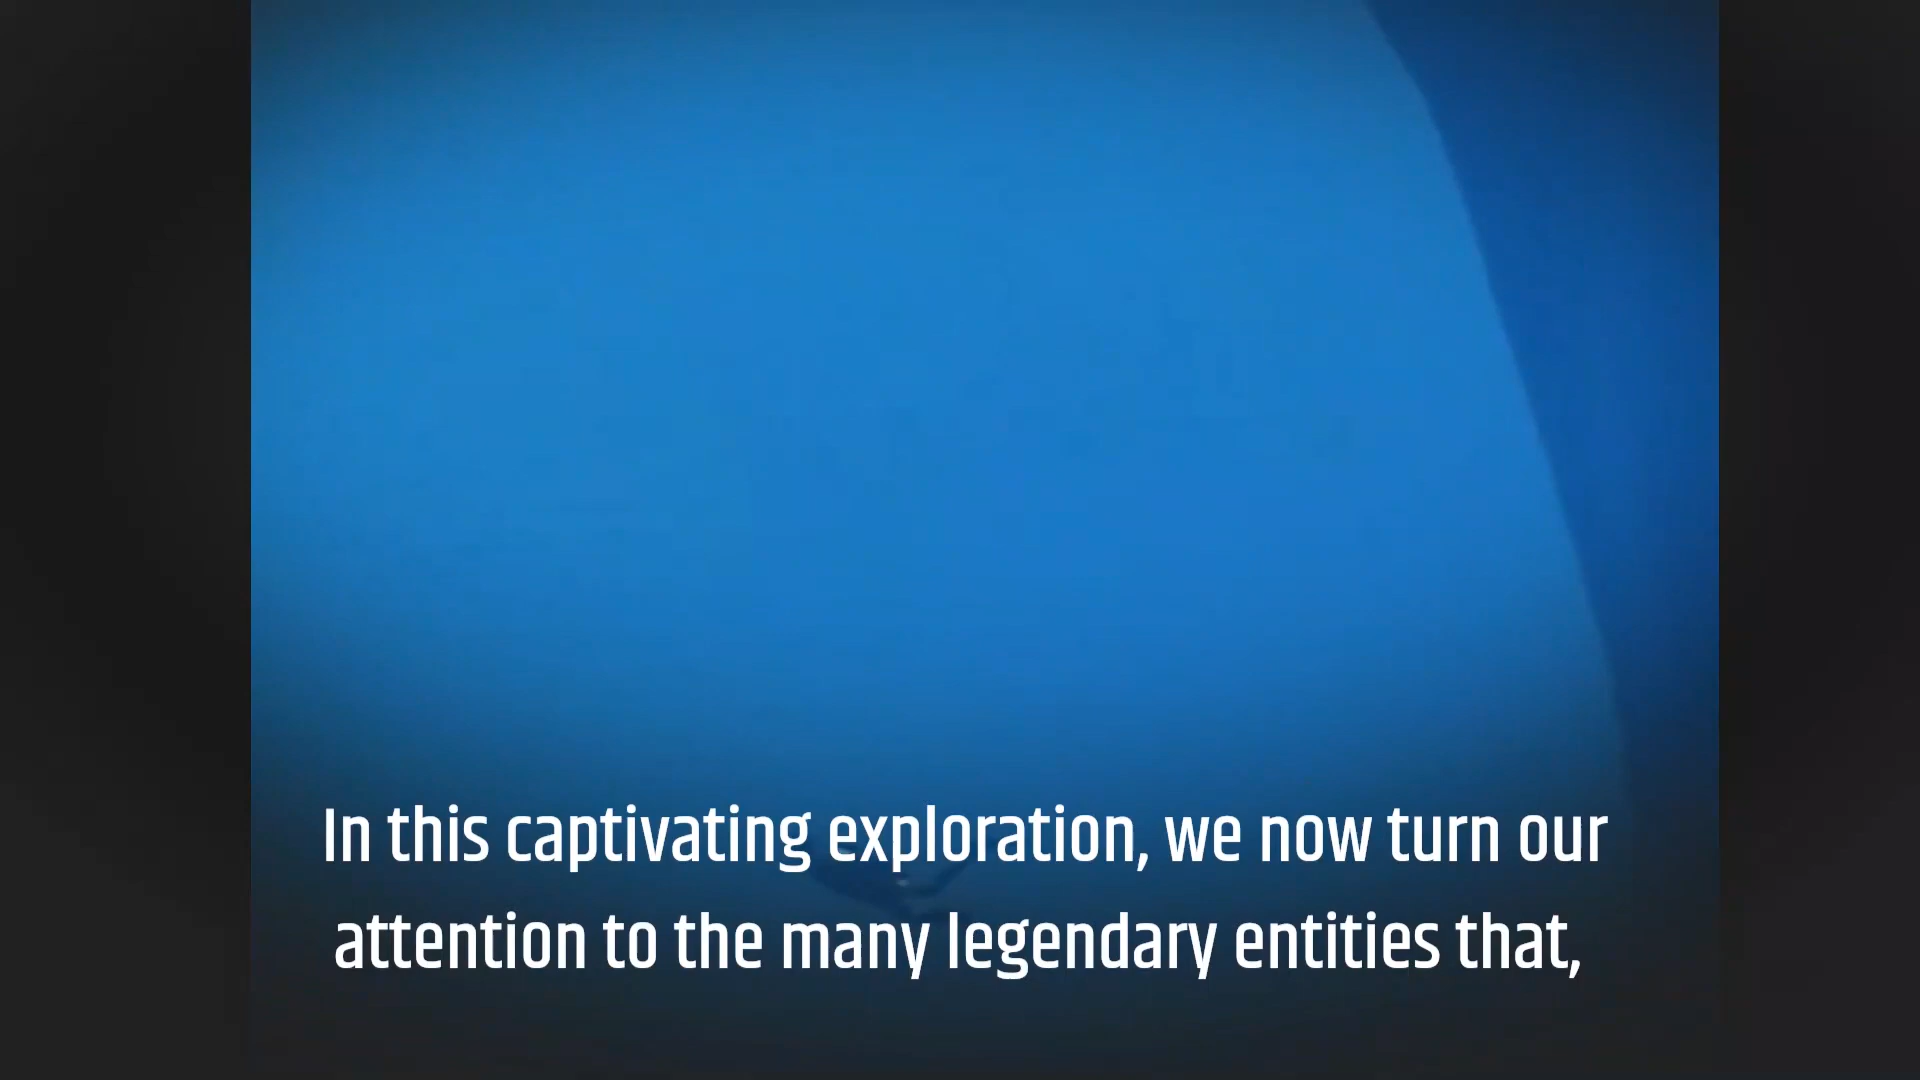 In this captivating exploration, we now turn our
attention to the many legendary entities that,